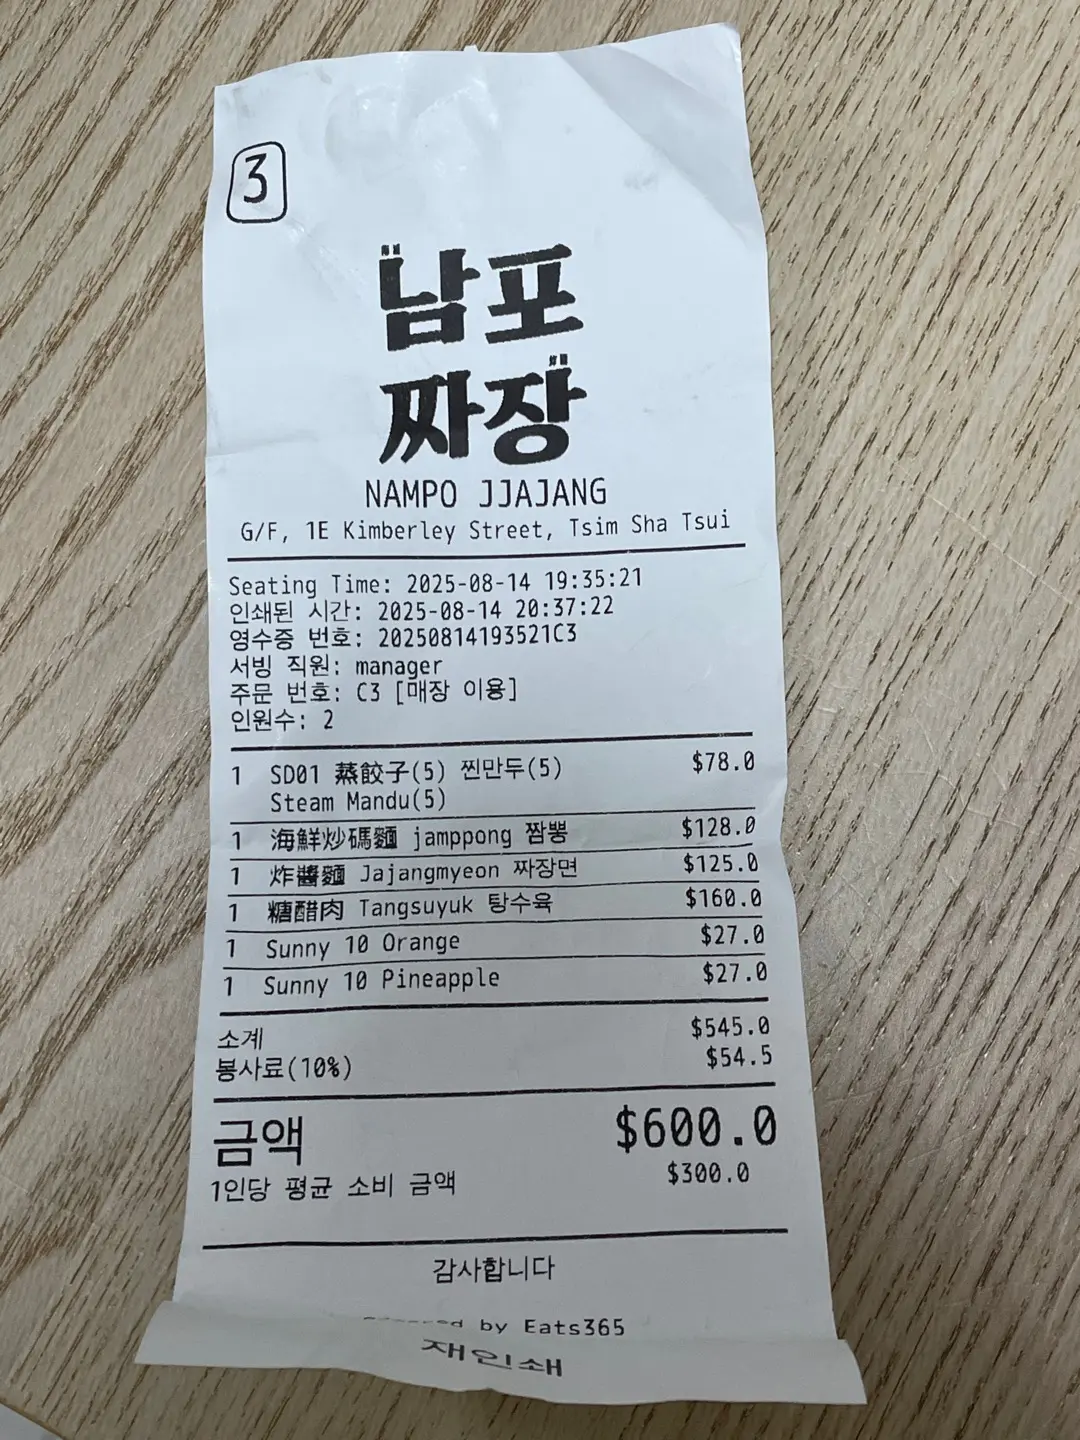 3
남포
짜장
NAMPO JJAJANG
G/F, 1E Kimberley Street, Tsim Sha Tsui
Seating Time: 2025-08-14 19:35:21
인쇄된 시간: 2025-08-14 20:37:22
영수증 번호: 20250814193521C3
서빙 직원: manager
주문 번호: C3 [매장 이용]
인원수: 2
1 SD01 蒸餃子(5) 찐만두(5) $78.0
Steam Mandu(5)
1 海鮮炒碼麵 jamppong 짬뽕 $128.0
1 炸醬麵 Jajangmyeon 짜장면 $125.0
1 糖醋肉 Tangsuyuk 탕수육 $160.0
1 Sunny 10 Orange $27.0
1 Sunny 10 Pineapple $27.0
소계 $545.0
봉사료(10%) $54.5
금액 $600.0
1인당 평균 소비 금액 $300.0
감사합니다
by Eats365
재인쇄